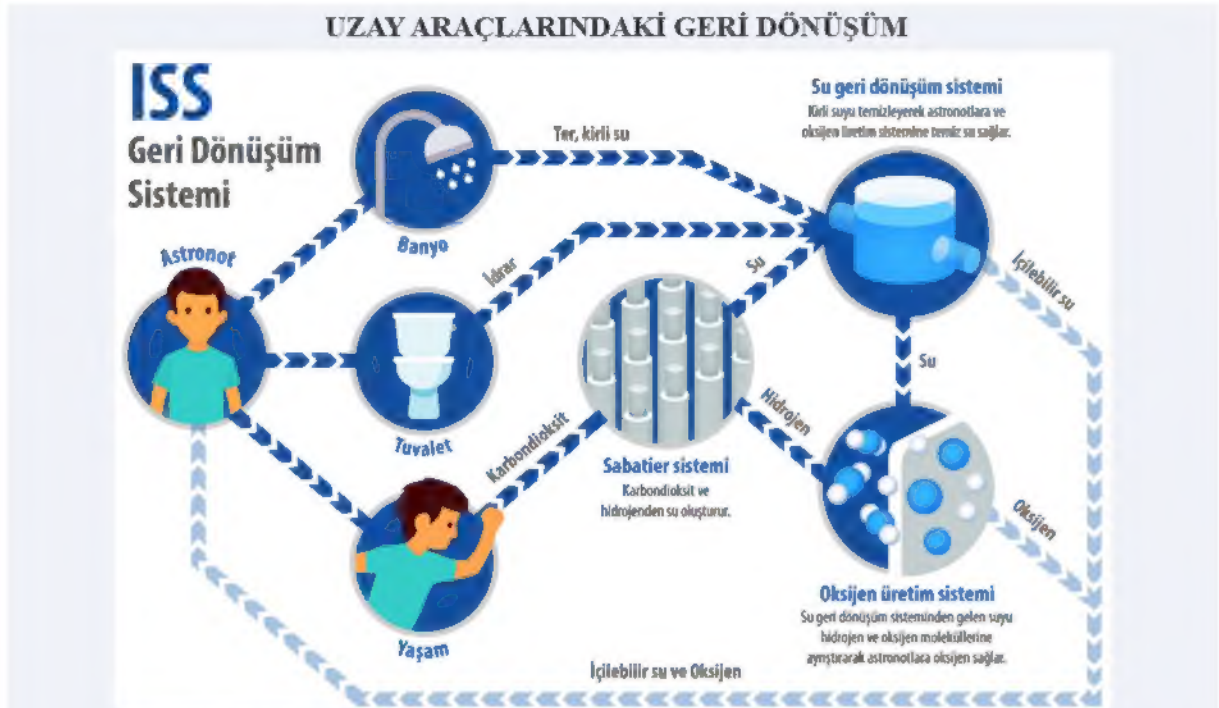 UZAY ARAÇLARINDAKİ GERİ DÖNÜŞÜM
ISS
Geri Dönüşüm
Sistemi
Astronot
Banyo
Ter, kirli su
Su geri dönüşüm sistemi
Kirli suyu temizleyerek astronotlara ve
oksijen üretim sistemine temiz su sağlar.
İdrar
Su
İçilebilir su
Tuvalet
Su
Karbondioksit
Hidrojen
Sabatier sistemi
Karbondioksit ve
hidrojenden su oluşturur.
Oksijen
Yaşam
Oksijen üretim sistemi
Su geri dönüşüm sisteminden gelen suyu
hidrojen ve oksijen moleküllerine
ayrıştırarak astronotlara oksijen sağlar.
İçilebilir su ve Oksijen